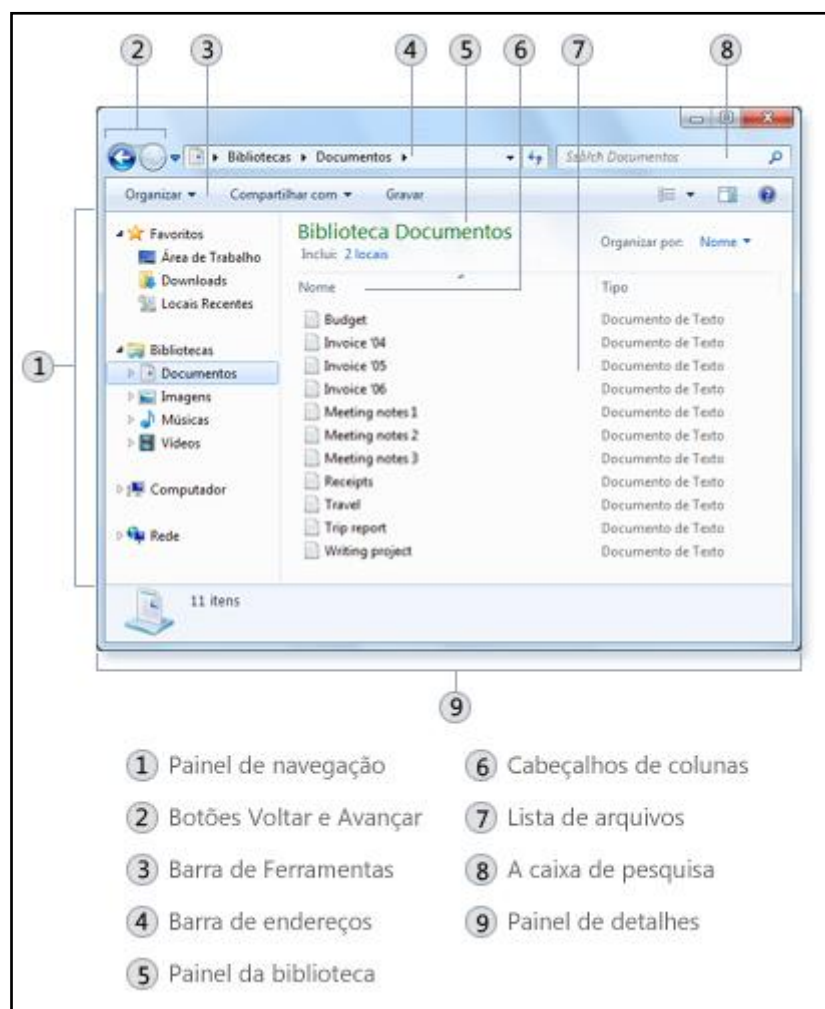 2 3 4 5 6 7 8
Bibliotecas Documentos
Documentos
Organizar Compartilhar com Gravar
Favoritos
Área de Trabalho
Downloads
Locais Recentes
Bibliotecas
Documentos
Imagens
Músicas
Vídeos
Computador
Rede
Biblioteca Documentos
Inclui: 2 locais
Organizar por: Nome
Nome Tipo
Budget Documento de Texto
Invoice '04 Documento de Texto
Invoice '05 Documento de Texto
Invoice '06 Documento de Texto
Meeting notes 1 Documento de Texto
Meeting notes 2 Documento de Texto
Meeting notes 3 Documento de Texto
Receipts Documento de Texto
Travel Documento de Texto
Trip report Documento de Texto
Writing project Documento de Texto
1
11 itens
9
1 Painel de navegação
2 Botões Voltar e Avançar
3 Barra de Ferramentas
4 Barra de endereços
5 Painel da biblioteca
6 Cabeçalhos de colunas
7 Lista de arquivos
8 A caixa de pesquisa
9 Painel de detalhes